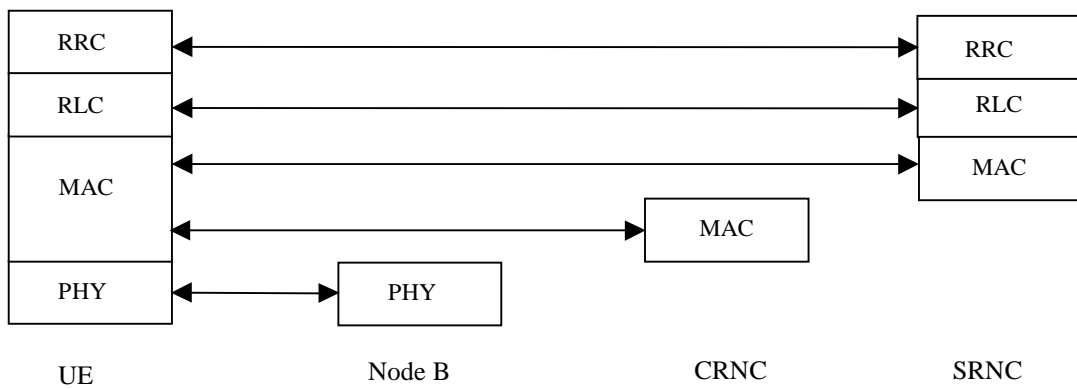 RRC RRC
RLC RLC
MAC MAC
MAC
PHY PHY
UE Node B CRNC SRNC